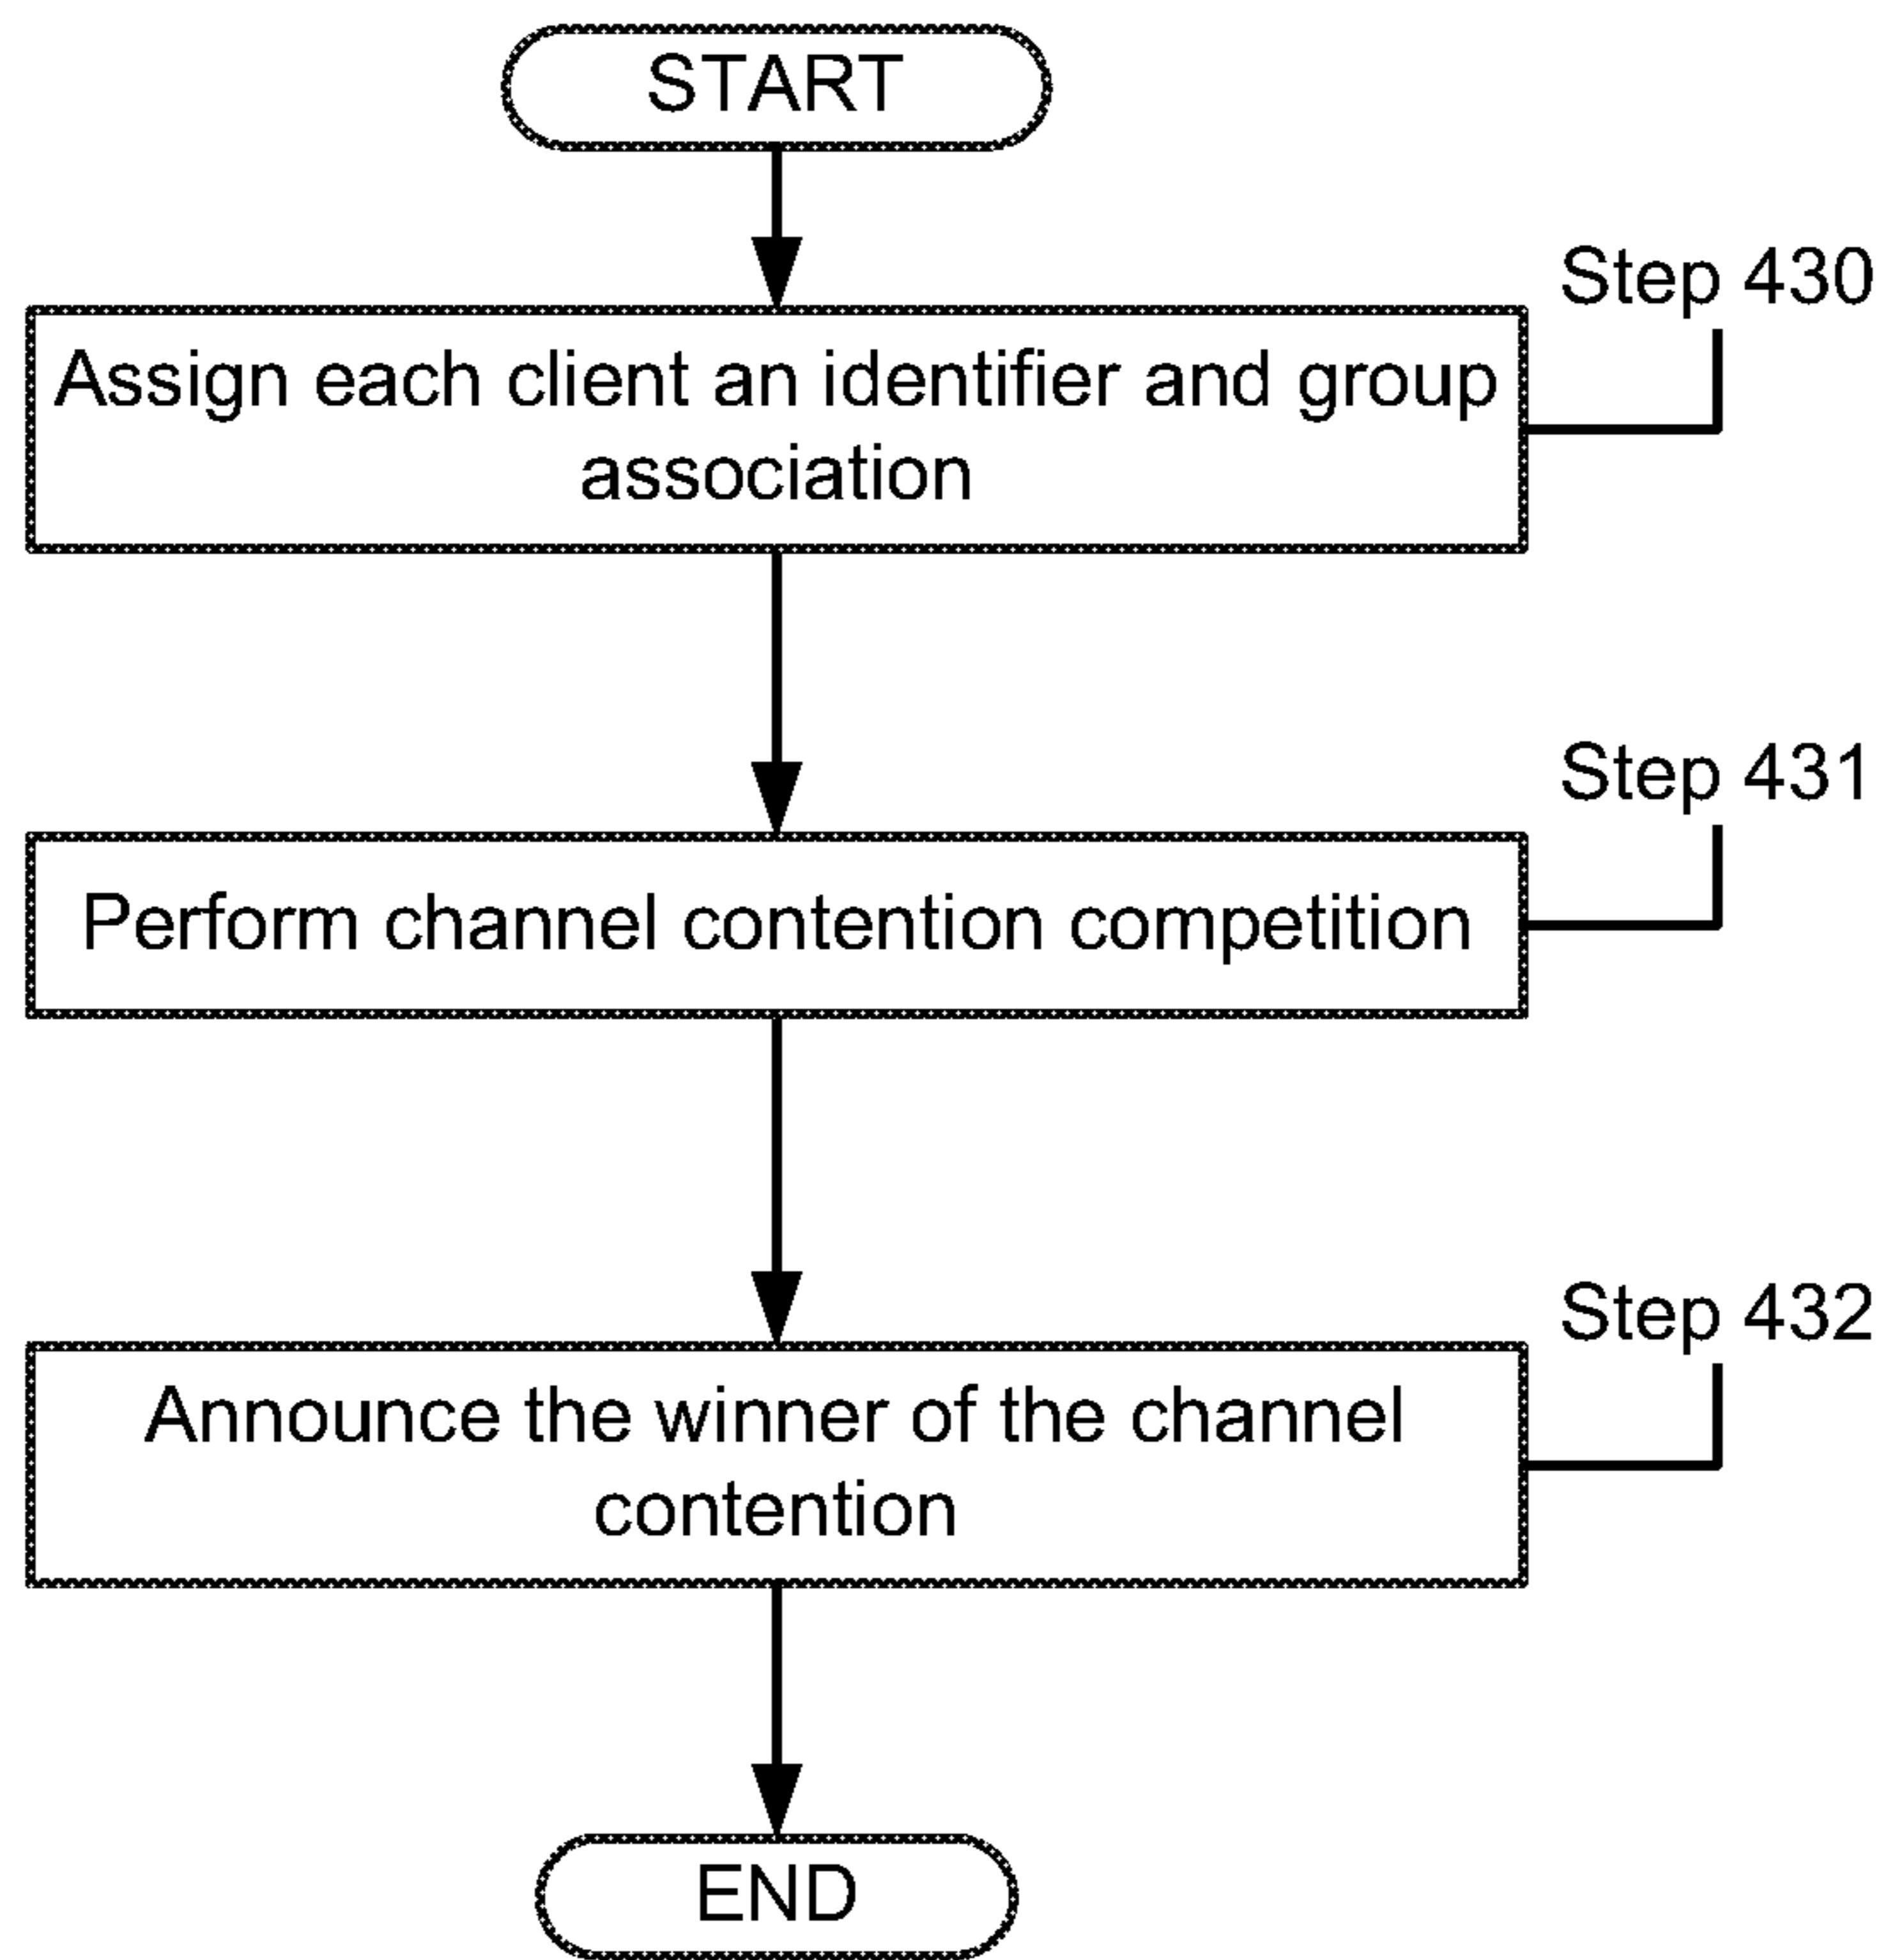 START
Step 430
Assign each client an identifier and group
association
Step 431
Perform channel contention competition
Step 432
Announce the winner of the channel
contention
END